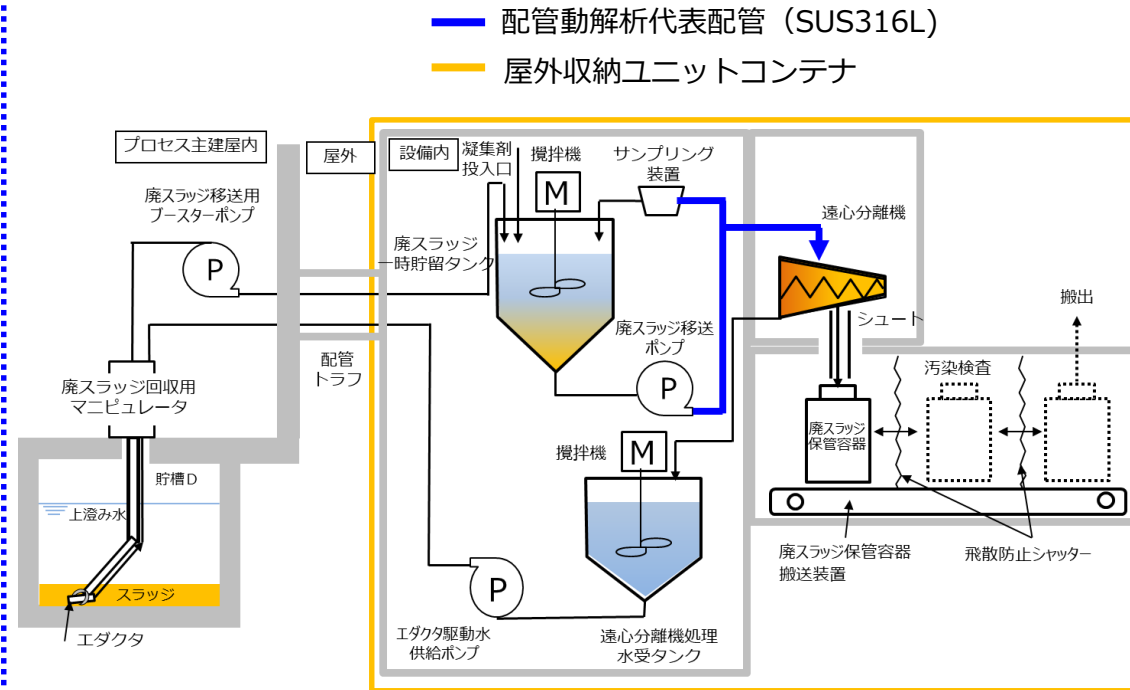 配管動解析代表配管（SUS316L)
屋外収納ユニットコンテナ
プロセス主建屋内
屋外
設備内
凝集剤
投入口
攪拌機
サンプリング
装置
M
廃スラッジ移送用
ブースターポンプ
P
廃スラッジ
一時貯留タンク
遠心分離機
シュート
搬出
廃スラッジ移送
ポンプ
P
配管
トラフ
廃スラッジ回収用
マニピュレータ
汚染検査
廃スラッジ
保管容器
攪拌機
M
貯槽D
上澄み水
スラッジ
エダクタ
P
エダクタ駆動水
供給ポンプ
遠心分離機処理
水受タンク
廃スラッジ保管容器
搬送装置
飛散防止シャッター